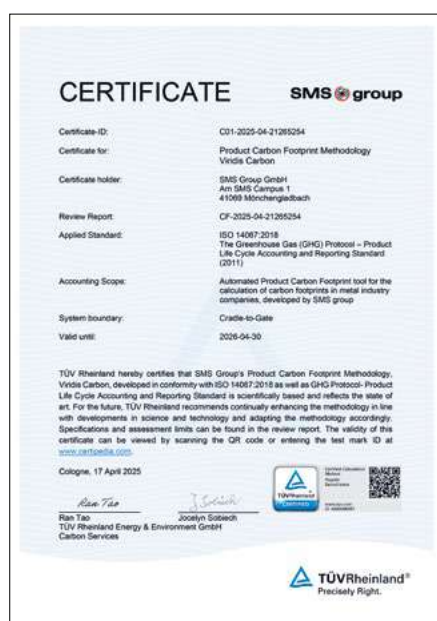 CERTIFICATE
SMS group
Certificate-ID: C01-2025-04-21265254
Certificate for: Product Carbon Footprint Methodology
Viridis Carbon
Certificate holder: SMS Group GmbH
Am SMS Campus 1
41069 Mönchengladbach
Review Report: CF-2025-04-21265254
Applied Standard: ISO 14067:2018
The Greenhouse Gas (GHG) Protocol – Product
Life Cycle Accounting and Reporting Standard
(2011)
Accounting Scope: Automated Product Carbon Footprint tool for the
calculation of carbon footprints in metal industry
companies, developed by SMS group
System boundary: Cradle-to-Gate
Valid until: 2026-04-30
TÜV Rheinland hereby certifies that SMS Group's Product Carbon Footprint Methodology,
Viridis Carbon, developed in conformity with ISO 14067:2018 as well as GHG Protocol- Product
Life Cycle Accounting and Reporting Standard is scientifically based and reflects the state of
art. For the future, TÜV Rheinland recommends continually enhancing the methodology in line
with developments in science and technology and adapting the methodology accordingly.
Specifications and assessment limits can be found in the review report. The validity of this
certificate can be viewed by scanning the QR code or entering the test mark ID at
www.certipedia.com.
Cologne, 17 April 2025
Ran Tao
J Sobiech
Ran Tao Jocelyn Sobiech
TÜV Rheinland Energy & Environment GmbH
Carbon Services
TÜVRheinland
CERTIFIED
TÜVRheinland®
Precisely Right.